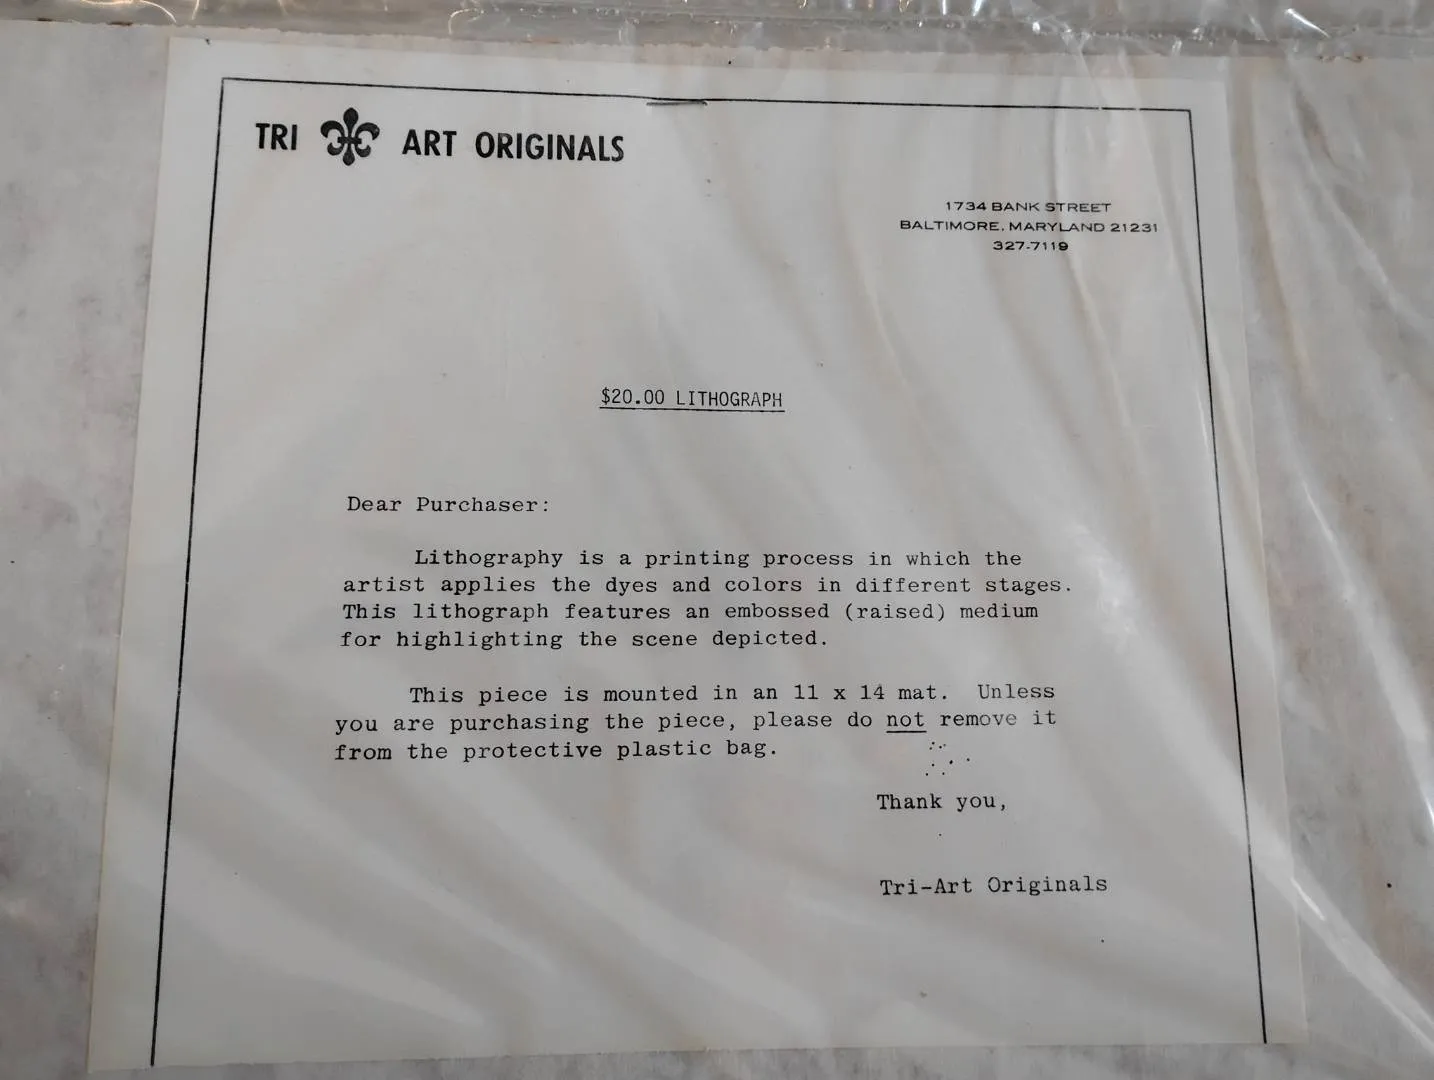 TRI ART ORIGINALS
1734 BANK STREET
BALTIMORE, MARYLAND 21231
327-7119
$20.00 LITHOGRAPH
Dear Purchaser:
Lithography is a printing process in which the
artist applies the dyes and colors in different stages.
This lithograph features an embossed (raised) medium
for highlighting the scene depicted.
This piece is mounted in an 11 x 14 mat. Unless
you are purchasing the piece, please do not remove it
from the protective plastic bag.
Thank you,
Tri-Art Originals